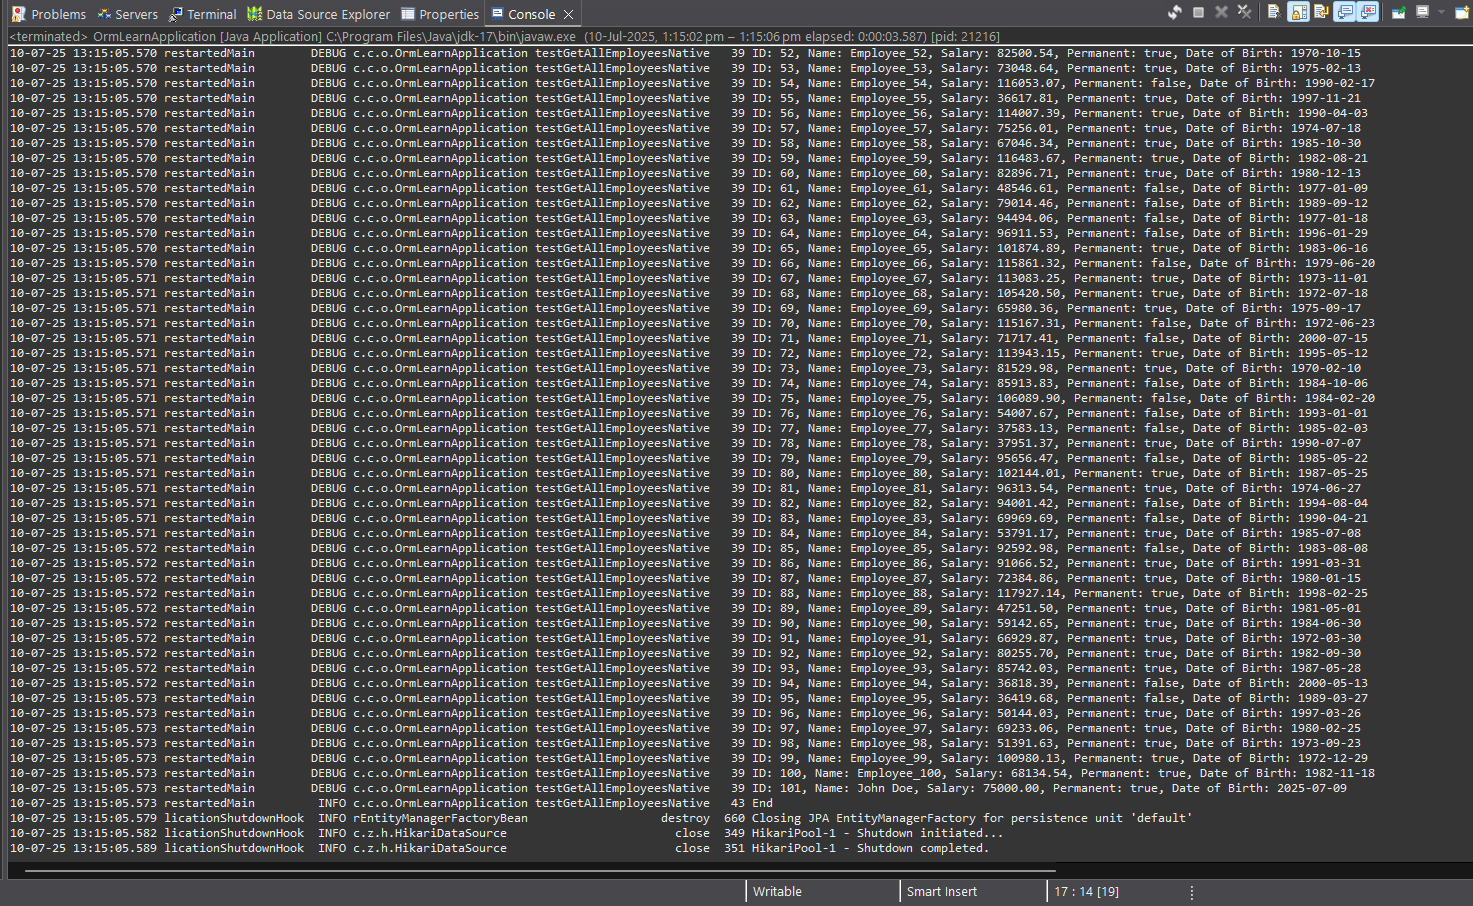 Problems Servers Terminal Data Source Explorer Properties Console
<terminated> OrmLearnApplication [Java Application] C:\Program Files\Java\jdk-17\bin\javaw.exe (10-Jul-2025, 1:15:02 pm – 1:15:06 pm elapsed: 0:00:03.587) [pid: 21216]
10-07-25 13:15:05.570 restartedMain DEBUG c.c.o.OrmLearnApplication testGetAllEmployeesNative 39 ID: 52, Name: Employee_52, Salary: 82500.54, Permanent: true, Date of Birth: 1970-10-15
10-07-25 13:15:05.570 restartedMain DEBUG c.c.o.OrmLearnApplication testGetAllEmployeesNative 39 ID: 53, Name: Employee_53, Salary: 73048.64, Permanent: true, Date of Birth: 1975-02-13
10-07-25 13:15:05.570 restartedMain DEBUG c.c.o.OrmLearnApplication testGetAllEmployeesNative 39 ID: 54, Name: Employee_54, Salary: 116053.07, Permanent: false, Date of Birth: 1990-02-17
10-07-25 13:15:05.570 restartedMain DEBUG c.c.o.OrmLearnApplication testGetAllEmployeesNative 39 ID: 55, Name: Employee_55, Salary: 36617.81, Permanent: true, Date of Birth: 1997-11-21
10-07-25 13:15:05.570 restartedMain DEBUG c.c.o.OrmLearnApplication testGetAllEmployeesNative 39 ID: 56, Name: Employee_56, Salary: 114007.39, Permanent: true, Date of Birth: 1990-04-03
10-07-25 13:15:05.570 restartedMain DEBUG c.c.o.OrmLearnApplication testGetAllEmployeesNative 39 ID: 57, Name: Employee_57, Salary: 75256.01, Permanent: true, Date of Birth: 1974-07-18
10-07-25 13:15:05.570 restartedMain DEBUG c.c.o.OrmLearnApplication testGetAllEmployeesNative 39 ID: 58, Name: Employee_58, Salary: 67046.34, Permanent: true, Date of Birth: 1985-10-30
10-07-25 13:15:05.570 restartedMain DEBUG c.c.o.OrmLearnApplication testGetAllEmployeesNative 39 ID: 59, Name: Employee_59, Salary: 116483.67, Permanent: true, Date of Birth: 1982-08-21
10-07-25 13:15:05.570 restartedMain DEBUG c.c.o.OrmLearnApplication testGetAllEmployeesNative 39 ID: 60, Name: Employee_60, Salary: 82896.71, Permanent: true, Date of Birth: 1980-12-13
10-07-25 13:15:05.570 restartedMain DEBUG c.c.o.OrmLearnApplication testGetAllEmployeesNative 39 ID: 61, Name: Employee_61, Salary: 48546.61, Permanent: false, Date of Birth: 1977-01-09
10-07-25 13:15:05.570 restartedMain DEBUG c.c.o.OrmLearnApplication testGetAllEmployeesNative 39 ID: 62, Name: Employee_62, Salary: 79014.46, Permanent: false, Date of Birth: 1989-09-12
10-07-25 13:15:05.570 restartedMain DEBUG c.c.o.OrmLearnApplication testGetAllEmployeesNative 39 ID: 63, Name: Employee_63, Salary: 94494.06, Permanent: false, Date of Birth: 1977-01-18
10-07-25 13:15:05.570 restartedMain DEBUG c.c.o.OrmLearnApplication testGetAllEmployeesNative 39 ID: 64, Name: Employee_64, Salary: 96911.53, Permanent: false, Date of Birth: 1996-01-29
10-07-25 13:15:05.570 restartedMain DEBUG c.c.o.OrmLearnApplication testGetAllEmployeesNative 39 ID: 65, Name: Employee_65, Salary: 101874.89, Permanent: true, Date of Birth: 1983-06-16
10-07-25 13:15:05.570 restartedMain DEBUG c.c.o.OrmLearnApplication testGetAllEmployeesNative 39 ID: 66, Name: Employee_66, Salary: 115861.32, Permanent: false, Date of Birth: 1979-06-20
10-07-25 13:15:05.571 restartedMain DEBUG c.c.o.OrmLearnApplication testGetAllEmployeesNative 39 ID: 67, Name: Employee_67, Salary: 113083.25, Permanent: true, Date of Birth: 1973-11-01
10-07-25 13:15:05.571 restartedMain DEBUG c.c.o.OrmLearnApplication testGetAllEmployeesNative 39 ID: 68, Name: Employee_68, Salary: 105420.50, Permanent: true, Date of Birth: 1972-07-18
10-07-25 13:15:05.571 restartedMain DEBUG c.c.o.OrmLearnApplication testGetAllEmployeesNative 39 ID: 69, Name: Employee_69, Salary: 65980.36, Permanent: true, Date of Birth: 1975-09-17
10-07-25 13:15:05.571 restartedMain DEBUG c.c.o.OrmLearnApplication testGetAllEmployeesNative 39 ID: 70, Name: Employee_70, Salary: 115167.31, Permanent: false, Date of Birth: 1972-06-23
10-07-25 13:15:05.571 restartedMain DEBUG c.c.o.OrmLearnApplication testGetAllEmployeesNative 39 ID: 71, Name: Employee_71, Salary: 71717.41, Permanent: false, Date of Birth: 2000-07-15
10-07-25 13:15:05.571 restartedMain DEBUG c.c.o.OrmLearnApplication testGetAllEmployeesNative 39 ID: 72, Name: Employee_72, Salary: 113943.15, Permanent: true, Date of Birth: 1995-05-12
10-07-25 13:15:05.571 restartedMain DEBUG c.c.o.OrmLearnApplication testGetAllEmployeesNative 39 ID: 73, Name: Employee_73, Salary: 81529.98, Permanent: true, Date of Birth: 1970-02-10
10-07-25 13:15:05.571 restartedMain DEBUG c.c.o.OrmLearnApplication testGetAllEmployeesNative 39 ID: 74, Name: Employee_74, Salary: 85913.83, Permanent: false, Date of Birth: 1984-10-06
10-07-25 13:15:05.571 restartedMain DEBUG c.c.o.OrmLearnApplication testGetAllEmployeesNative 39 ID: 75, Name: Employee_75, Salary: 106089.90, Permanent: false, Date of Birth: 1984-02-20
10-07-25 13:15:05.571 restartedMain DEBUG c.c.o.OrmLearnApplication testGetAllEmployeesNative 39 ID: 76, Name: Employee_76, Salary: 54007.67, Permanent: false, Date of Birth: 1993-01-01
10-07-25 13:15:05.571 restartedMain DEBUG c.c.o.OrmLearnApplication testGetAllEmployeesNative 39 ID: 77, Name: Employee_77, Salary: 37583.13, Permanent: false, Date of Birth: 1985-02-03
10-07-25 13:15:05.571 restartedMain DEBUG c.c.o.OrmLearnApplication testGetAllEmployeesNative 39 ID: 78, Name: Employee_78, Salary: 37951.37, Permanent: true, Date of Birth: 1990-07-07
10-07-25 13:15:05.571 restartedMain DEBUG c.c.o.OrmLearnApplication testGetAllEmployeesNative 39 ID: 79, Name: Employee_79, Salary: 95656.47, Permanent: false, Date of Birth: 1985-05-22
10-07-25 13:15:05.571 restartedMain DEBUG c.c.o.OrmLearnApplication testGetAllEmployeesNative 39 ID: 80, Name: Employee_80, Salary: 102144.01, Permanent: true, Date of Birth: 1987-05-25
10-07-25 13:15:05.571 restartedMain DEBUG c.c.o.OrmLearnApplication testGetAllEmployeesNative 39 ID: 81, Name: Employee_81, Salary: 96313.54, Permanent: true, Date of Birth: 1974-06-27
10-07-25 13:15:05.571 restartedMain DEBUG c.c.o.OrmLearnApplication testGetAllEmployeesNative 39 ID: 82, Name: Employee_82, Salary: 94001.42, Permanent: false, Date of Birth: 1994-08-04
10-07-25 13:15:05.571 restartedMain DEBUG c.c.o.OrmLearnApplication testGetAllEmployeesNative 39 ID: 83, Name: Employee_83, Salary: 69969.69, Permanent: false, Date of Birth: 1990-04-21
10-07-25 13:15:05.571 restartedMain DEBUG c.c.o.OrmLearnApplication testGetAllEmployeesNative 39 ID: 84, Name: Employee_84, Salary: 53791.17, Permanent: true, Date of Birth: 1985-07-08
10-07-25 13:15:05.572 restartedMain DEBUG c.c.o.OrmLearnApplication testGetAllEmployeesNative 39 ID: 85, Name: Employee_85, Salary: 92592.98, Permanent: false, Date of Birth: 1983-08-08
10-07-25 13:15:05.572 restartedMain DEBUG c.c.o.OrmLearnApplication testGetAllEmployeesNative 39 ID: 86, Name: Employee_86, Salary: 91066.52, Permanent: true, Date of Birth: 1991-03-31
10-07-25 13:15:05.572 restartedMain DEBUG c.c.o.OrmLearnApplication testGetAllEmployeesNative 39 ID: 87, Name: Employee_87, Salary: 72384.86, Permanent: true, Date of Birth: 1980-01-15
10-07-25 13:15:05.572 restartedMain DEBUG c.c.o.OrmLearnApplication testGetAllEmployeesNative 39 ID: 88, Name: Employee_88, Salary: 117927.14, Permanent: true, Date of Birth: 1998-02-25
10-07-25 13:15:05.572 restartedMain DEBUG c.c.o.OrmLearnApplication testGetAllEmployeesNative 39 ID: 89, Name: Employee_89, Salary: 47251.50, Permanent: true, Date of Birth: 1981-05-01
10-07-25 13:15:05.572 restartedMain DEBUG c.c.o.OrmLearnApplication testGetAllEmployeesNative 39 ID: 90, Name: Employee_90, Salary: 59142.65, Permanent: true, Date of Birth: 1984-06-30
10-07-25 13:15:05.572 restartedMain DEBUG c.c.o.OrmLearnApplication testGetAllEmployeesNative 39 ID: 91, Name: Employee_91, Salary: 66929.87, Permanent: true, Date of Birth: 1972-03-30
10-07-25 13:15:05.572 restartedMain DEBUG c.c.o.OrmLearnApplication testGetAllEmployeesNative 39 ID: 92, Name: Employee_92, Salary: 80255.70, Permanent: true, Date of Birth: 1982-09-30
10-07-25 13:15:05.572 restartedMain DEBUG c.c.o.OrmLearnApplication testGetAllEmployeesNative 39 ID: 93, Name: Employee_93, Salary: 85742.03, Permanent: true, Date of Birth: 1987-05-28
10-07-25 13:15:05.572 restartedMain DEBUG c.c.o.OrmLearnApplication testGetAllEmployeesNative 39 ID: 94, Name: Employee_94, Salary: 36818.39, Permanent: true, Date of Birth: 2000-05-13
10-07-25 13:15:05.573 restartedMain DEBUG c.c.o.OrmLearnApplication testGetAllEmployeesNative 39 ID: 95, Name: Employee_95, Salary: 36419.68, Permanent: false, Date of Birth: 1989-03-27
10-07-25 13:15:05.573 restartedMain DEBUG c.c.o.OrmLearnApplication testGetAllEmployeesNative 39 ID: 96, Name: Employee_96, Salary: 50144.03, Permanent: true, Date of Birth: 1997-03-26
10-07-25 13:15:05.573 restartedMain DEBUG c.c.o.OrmLearnApplication testGetAllEmployeesNative 39 ID: 97, Name: Employee_97, Salary: 69233.06, Permanent: true, Date of Birth: 1980-02-25
10-07-25 13:15:05.573 restartedMain DEBUG c.c.o.OrmLearnApplication testGetAllEmployeesNative 39 ID: 98, Name: Employee_98, Salary: 51391.63, Permanent: true, Date of Birth: 1973-09-23
10-07-25 13:15:05.573 restartedMain DEBUG c.c.o.OrmLearnApplication testGetAllEmployeesNative 39 ID: 99, Name: Employee_99, Salary: 100980.13, Permanent: true, Date of Birth: 1972-12-29
10-07-25 13:15:05.573 restartedMain DEBUG c.c.o.OrmLearnApplication testGetAllEmployeesNative 39 ID: 100, Name: Employee_100, Salary: 68134.54, Permanent: true, Date of Birth: 1982-11-18
10-07-25 13:15:05.573 restartedMain DEBUG c.c.o.OrmLearnApplication testGetAllEmployeesNative 39 ID: 101, Name: John Doe, Salary: 75000.00, Permanent: true, Date of Birth: 2025-07-09
10-07-25 13:15:05.573 restartedMain INFO c.c.o.OrmLearnApplication testGetAllEmployeesNative 43 End
10-07-25 13:15:05.579 licationShutdownHook INFO rEntityManagerFactoryBean destroy 660 Closing JPA EntityManagerFactory for persistence unit 'default'
10-07-25 13:15:05.582 licationShutdownHook INFO c.z.h.HikariDataSource close 349 HikariPool-1 - Shutdown initiated...
10-07-25 13:15:05.589 licationShutdownHook INFO c.z.h.HikariDataSource close 351 HikariPool-1 - Shutdown completed.
Writable Smart Insert 17 : 14 [19]